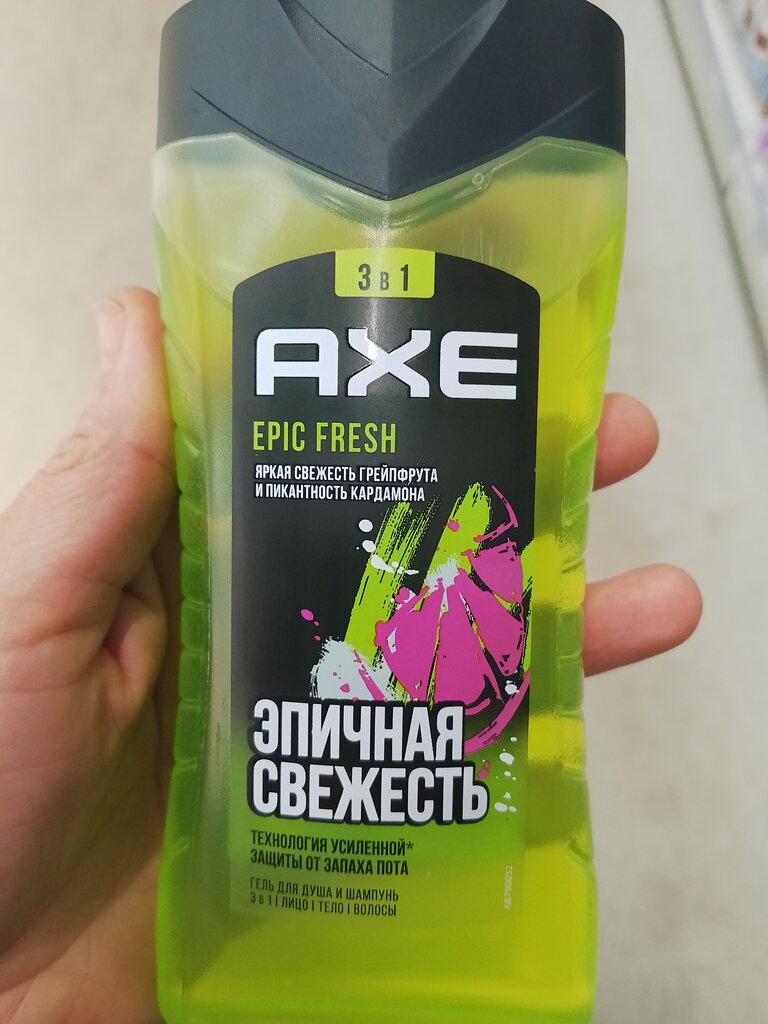 3 в 1
AXE
EPIC FRESH
ЯРКАЯ СВЕЖЕСТЬ ГРЕЙПФРУТА
И ПИКАНТНОСТЬ КАРДАМОНА
ЭПИЧНАЯ
СВЕЖЕСТЬ
ТЕХНОЛОГИЯ УСИЛЕННОЙ*
ЗАЩИТЫ ОТ ЗАПАХА ПОТА
ГЕЛЬ ДЛЯ ДУША И ШАМПУНЬ
3 в 1 | ЛИЦО | ТЕЛО | ВОЛОСЫ
68790032